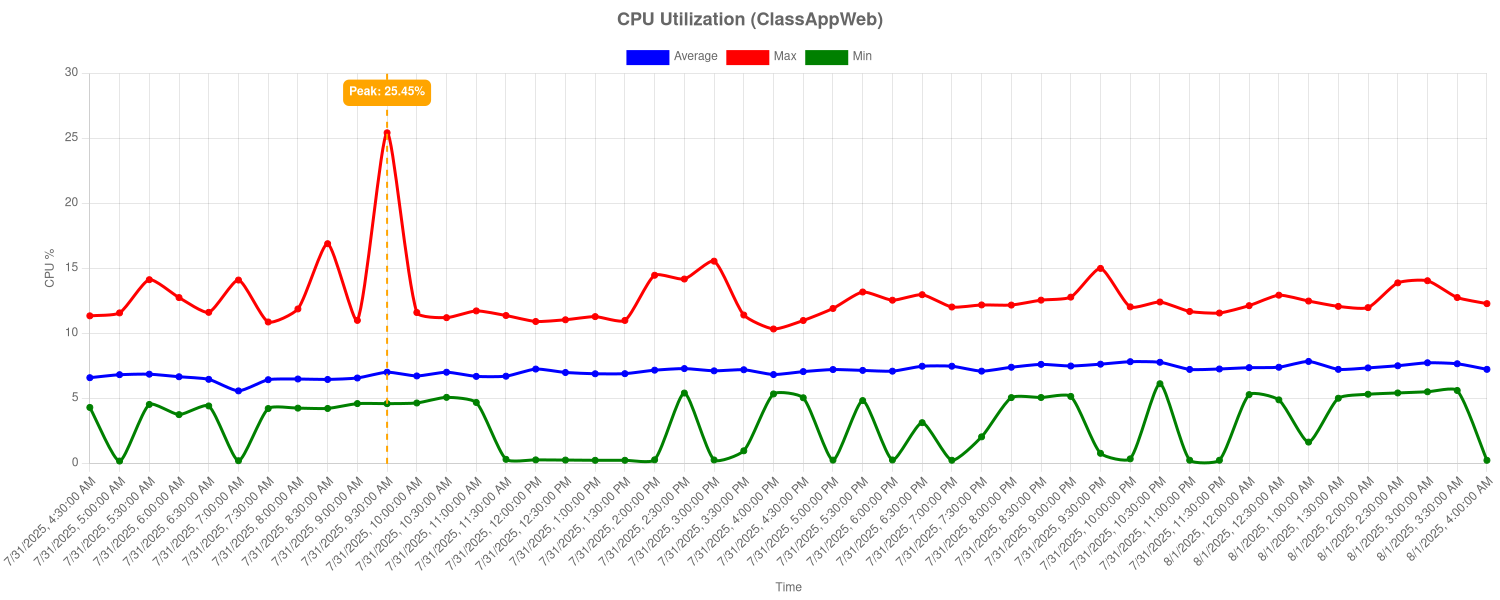 CPU Utilization (ClassAppWeb)
Average Max Min
30
Peak: 25.45%
25
20
15
CPU %
10
5
0
7/31/2025, 4:30:00 AM
7/31/2025, 5:00:00 AM
7/31/2025, 5:30:00 AM
7/31/2025, 6:00:00 AM
7/31/2025, 6:30:00 AM
7/31/2025, 7:00:00 AM
7/31/2025, 7:30:00 AM
7/31/2025, 8:00:00 AM
7/31/2025, 8:30:00 AM
7/31/2025, 9:00:00 AM
7/31/2025, 9:30:00 AM
7/31/2025, 10:00:00 AM
7/31/2025, 10:30:00 AM
7/31/2025, 11:00:00 AM
7/31/2025, 11:30:00 AM
7/31/2025, 12:00:00 PM
7/31/2025, 12:30:00 PM
7/31/2025, 1:00:00 PM
7/31/2025, 1:30:00 PM
7/31/2025, 2:00:00 PM
7/31/2025, 2:30:00 PM
7/31/2025, 3:00:00 PM
7/31/2025, 3:30:00 PM
7/31/2025, 4:00:00 PM
7/31/2025, 4:30:00 PM
7/31/2025, 5:00:00 PM
7/31/2025, 5:30:00 PM
7/31/2025, 6:00:00 PM
7/31/2025, 6:30:00 PM
7/31/2025, 7:00:00 PM
7/31/2025, 7:30:00 PM
7/31/2025, 8:00:00 PM
7/31/2025, 8:30:00 PM
7/31/2025, 9:00:00 PM
7/31/2025, 9:30:00 PM
7/31/2025, 10:00:00 PM
7/31/2025, 10:30:00 PM
7/31/2025, 11:00:00 PM
7/31/2025, 11:30:00 PM
8/1/2025, 12:00:00 AM
8/1/2025, 12:30:00 AM
8/1/2025, 1:00:00 AM
8/1/2025, 1:30:00 AM
8/1/2025, 2:00:00 AM
8/1/2025, 2:30:00 AM
8/1/2025, 3:00:00 AM
8/1/2025, 3:30:00 AM
8/1/2025, 4:00:00 AM
Time